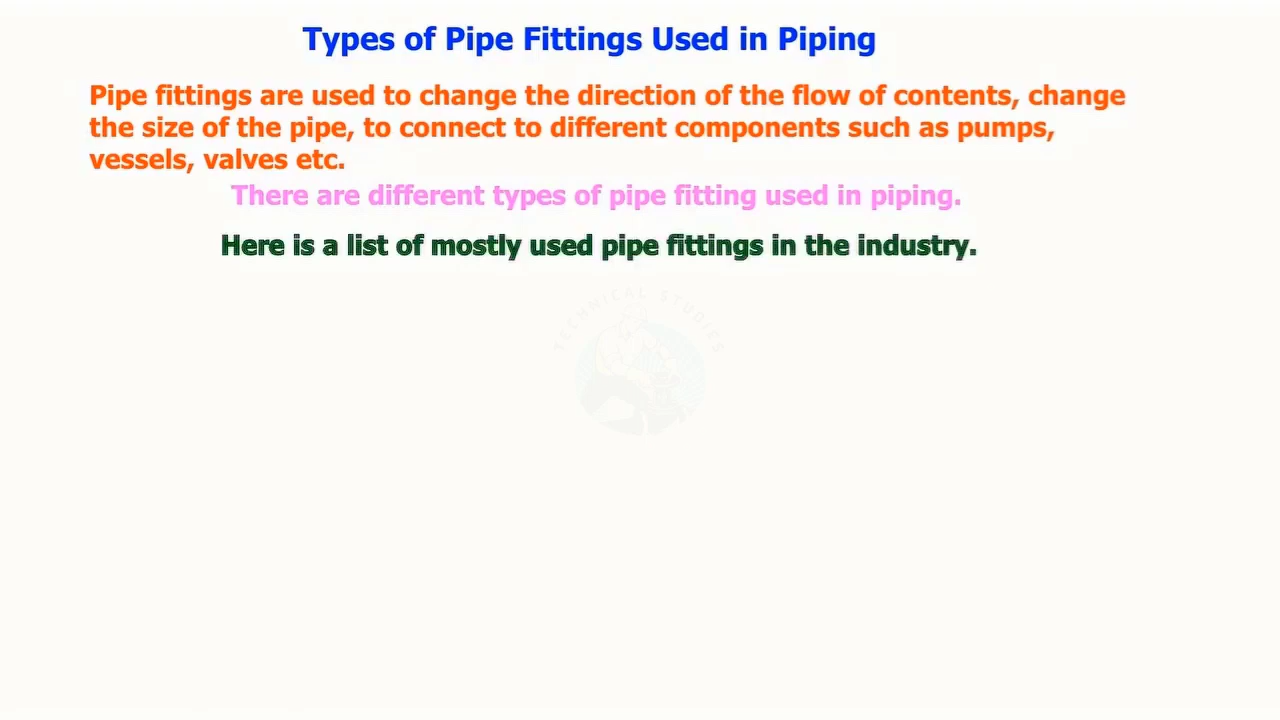 Types of Pipe Fittings Used in Piping
Pipe fittings are used to change the direction of the flow of contents, change
the size of the pipe, to connect to different components such as pumps,
vessels, valves etc.
There are different types of pipe fitting used in piping.
Here is a list of mostly used pipe fittings in the industry.
TECHNICAL STUDIES